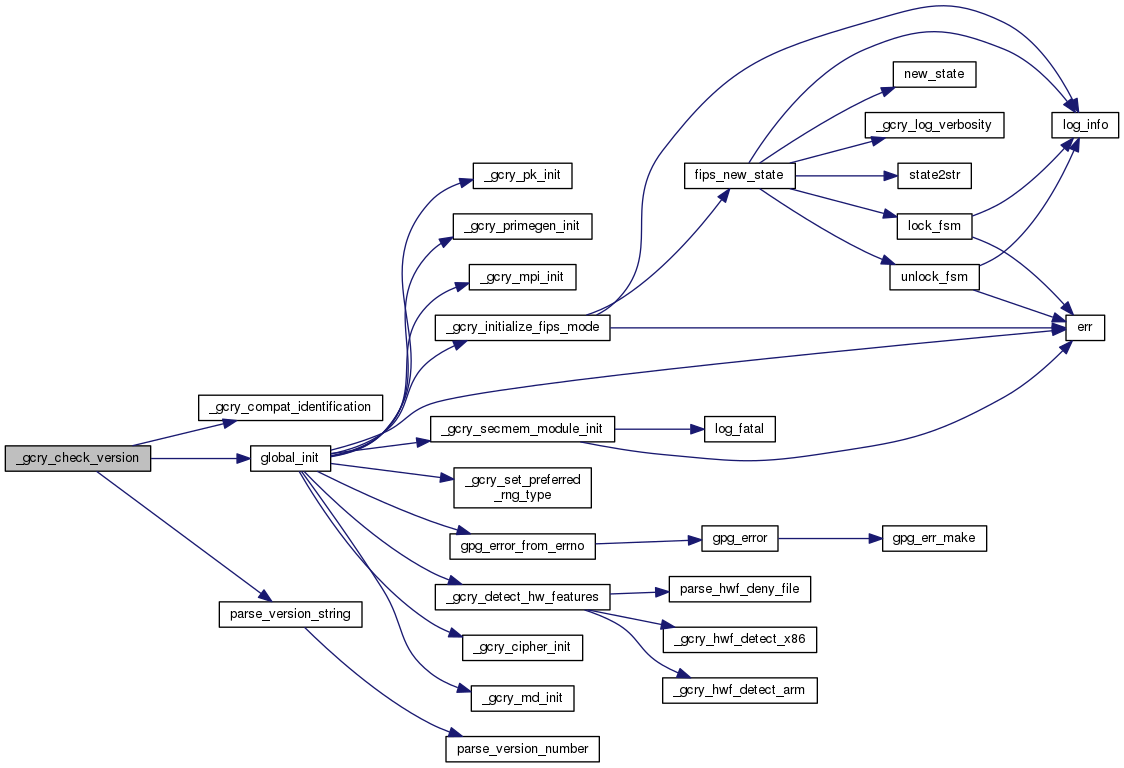 new_state
_gcry_log_verbosity
log_info
_gcry_pk_init
fips_new_state
state2str
_gcry_primegen_init
lock_fsm
_gcry_mpi_init
unlock_fsm
_gcry_initialize_fips_mode
err
_gcry_compat_identification
_gcry_secmem_module_init
log_fatal
_gcry_check_version
global_init
_gcry_set_preferred
_rng_type
gpg_error_from_errno
gpg_error
gpg_err_make
_gcry_detect_hw_features
parse_hwf_deny_file
parse_version_string
_gcry_hwf_detect_x86
_gcry_cipher_init
_gcry_hwf_detect_arm
_gcry_md_init
parse_version_number